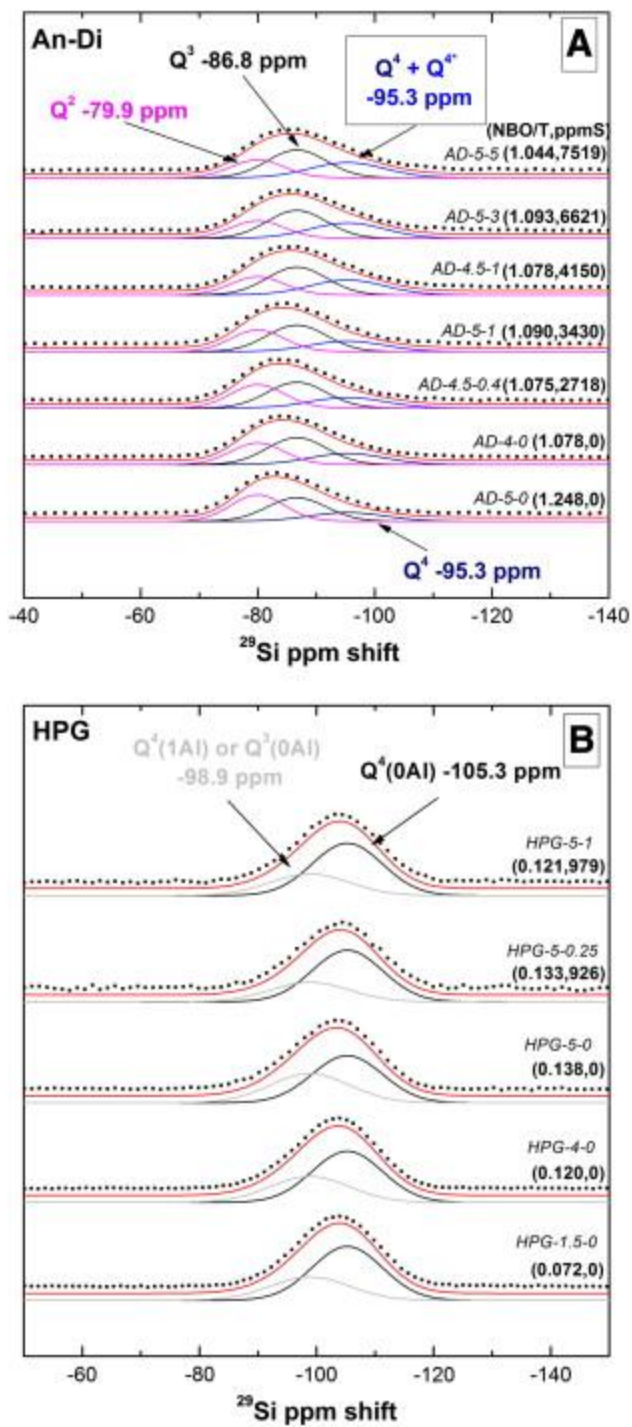 An-Di
A
Q³ -86.8 ppm
Q⁴ + Q⁴*
-95.3 ppm
Q² -79.9 ppm
(NBO/T,ppmS)
AD-5-5 (1.044,7519)
AD-5-3 (1.093,6621)
AD-4.5-1 (1.078,4150)
AD-5-1 (1.090,3430)
AD-4.5-0.4 (1.075,2718)
AD-4-0 (1.078,0)
AD-5-0 (1.248,0)
Q⁴ -95.3 ppm
-40 -60 -80 -100 -120 -140
²⁹Si ppm shift
HPG
B
Q⁴(1Al) or Q³(0Al)
-98.9 ppm
Q⁴(0Al) -105.3 ppm
HPG-5-1
(0.121,979)
HPG-5-0.25
(0.133,926)
HPG-5-0
(0.138,0)
HPG-4-0
(0.120,0)
HPG-1.5-0
(0.072,0)
-60 -80 -100 -120 -140
²⁹Si ppm shift